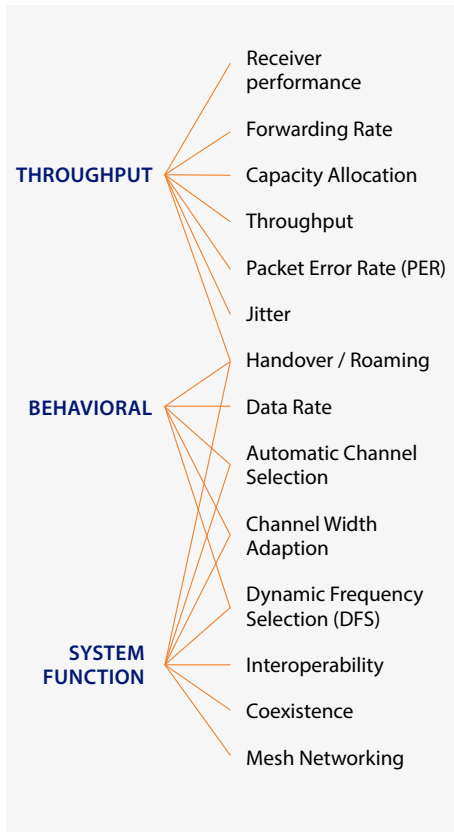 Receiver
performance
Forwarding Rate
THROUGHPUT
Capacity Allocation
Throughput
Packet Error Rate (PER)
Jitter
Handover / Roaming
BEHAVIORAL
Data Rate
Automatic Channel
Selection
Channel Width
Adaption
Dynamic Frequency
Selection (DFS)
SYSTEM
FUNCTION
Interoperability
Coexistence
Mesh Networking